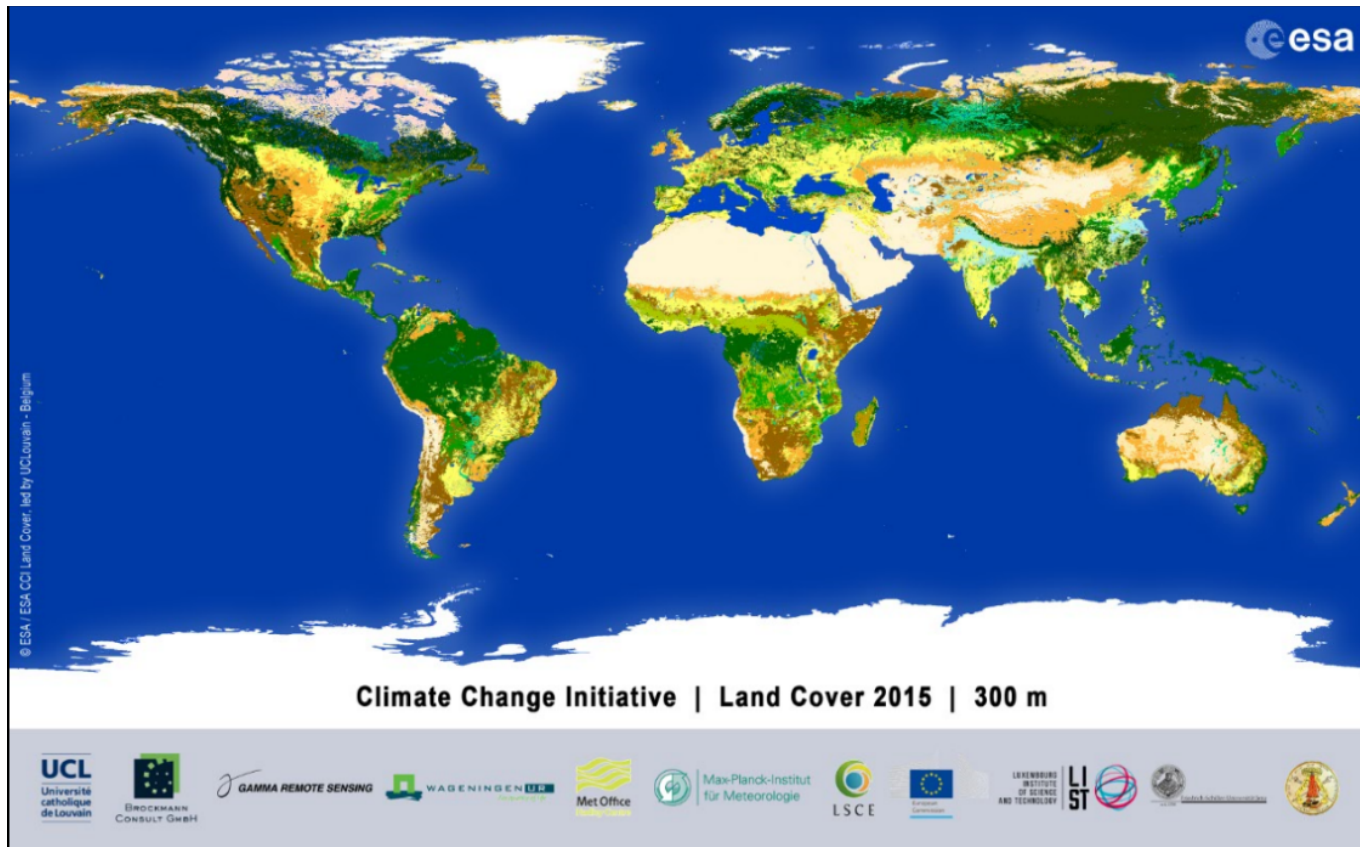 esa
© ESA / ESA CCI Land Cover, led by UCLouvain - Belgium
Climate Change Initiative | Land Cover 2015 | 300 m
UCL
Université
catholique
de Louvain
BROCKMANN
CONSULT GMBH
GAMMA REMOTE SENSING
WAGENINGEN UR
Met Office
Max-Planck-Institut
für Meteorologie
LSCE
European
Commission
LUXEMBOURG
INSTITUTE
OF SCIENCE
AND TECHNOLOGY
LI
ST